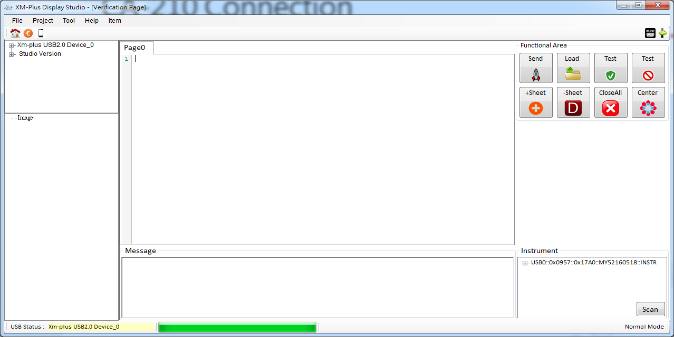 XM-Plus Display Studio - [Verification Page]
CA-210 Connection
File Project Tool Help Item
Xm-plus USB2.0 Device_0
Studio Version
Image
Page0
1
Functional Area
Send Load Test Test
+Sheet -Sheet CloseAll Center
D
Message
Instrument
USB0::0x0957::0x17A0::MY52160518::INSTR
Scan
USB Status : Xm-plus USB2.0 Device_0
Normal Mode